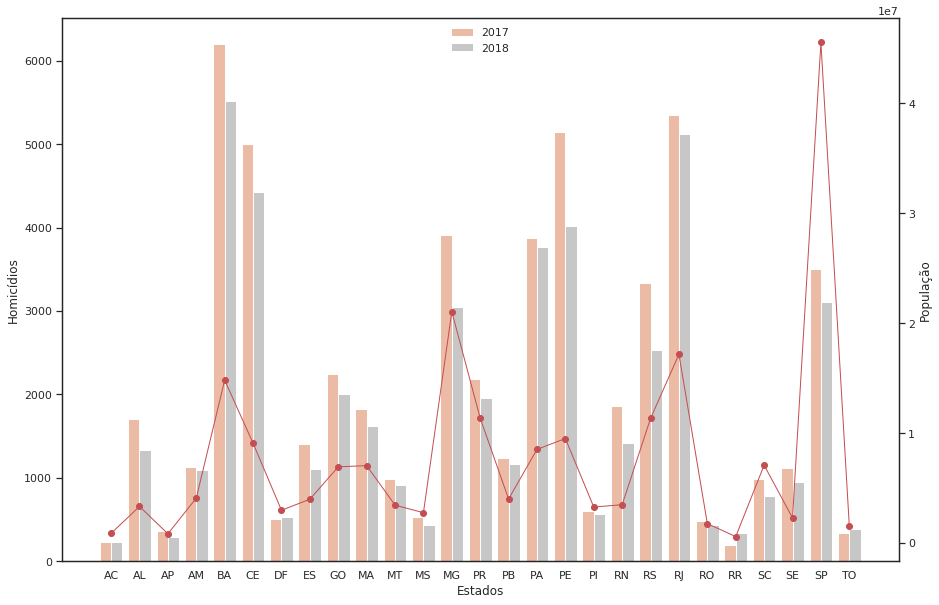 1e7
2017
2018
6000
5000
4000
3000
2000
1000
0
Homicídios
4
3
2
1
0
População
AC AL AP AM BA CE DF ES GO MA MT MS MG PR PB PA PE PI RN RS RJ RO RR SC SE SP TO
Estados